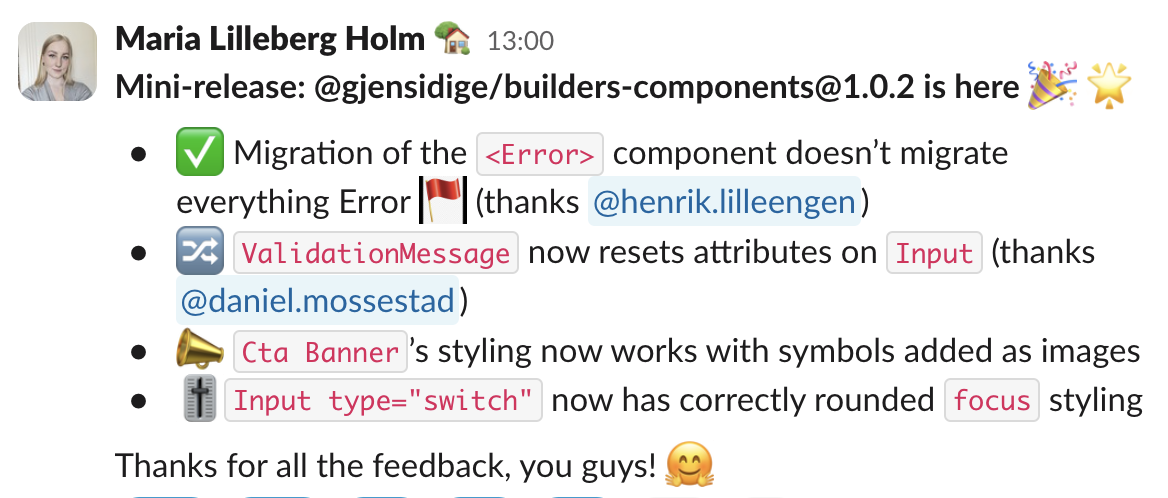 Maria Lilleberg Holm 🏡 13:00
Mini-release: @gjensidige/builders-components@1.0.2 is here 🎉 🌟
• ✅ Migration of the <Error> component doesn’t migrate
everything Error 🚩 (thanks @henrik.lilleengen)
• 🔀 ValidationMessage now resets attributes on Input (thanks
@daniel.mossestad)
• 📣 Cta Banner’s styling now works with symbols added as images
• 🎚️ Input type="switch" now has correctly rounded focus styling
Thanks for all the feedback, you guys! 🤗